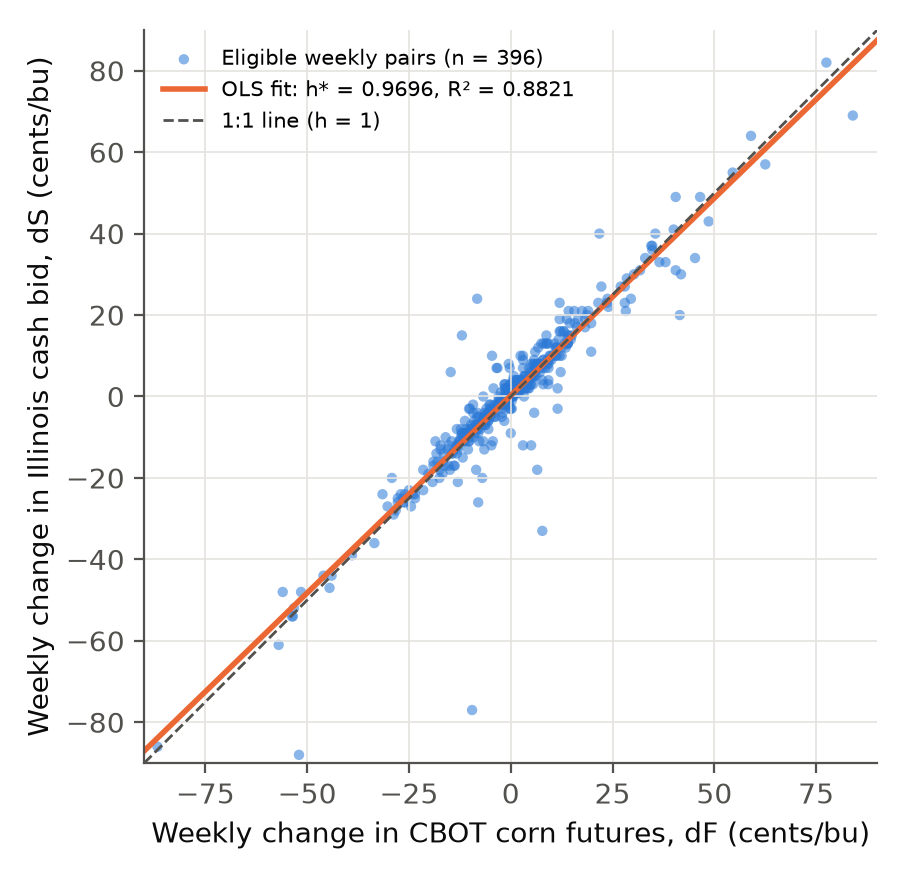 Eligible weekly pairs (n = 396)
OLS fit: h* = 0.9696, R² = 0.8821
1:1 line (h = 1)
Weekly change in Illinois cash bid, dS (cents/bu)
80
60
40
20
0
−20
−40
−60
−80
−75 −50 −25 0 25 50 75
Weekly change in CBOT corn futures, dF (cents/bu)